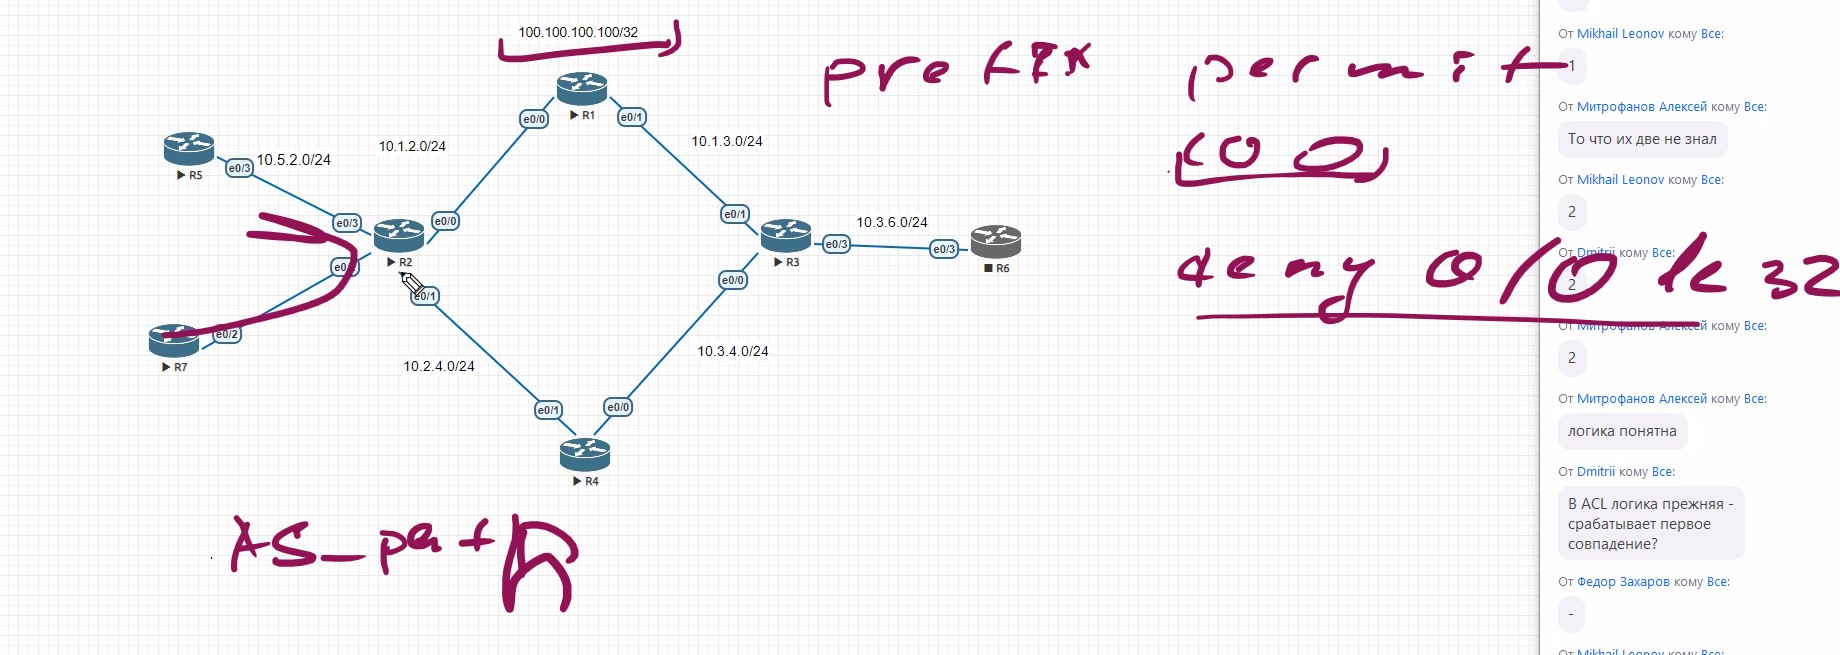 100.100.100.100/32
prefix permit
100
deny 0/0 le 32
R1
e0/0
e0/1
10.1.2.0/24
10.1.3.0/24
R5
e0/3
10.5.2.0/24
e0/3
e0/0
R2
e0/1
R7
e0/2
e0/1
10.3.6.0/24
R3
e0/3
e0/3
R6
e0/0
10.2.4.0/24
10.3.4.0/24
e0/1
e0/0
R4
AS_path
От Mikhail Leonov кому Все:
1
От Митрофанов Алексей кому Все:
То что их две не знал
От Mikhail Leonov кому Все:
2
От Dmitrii кому Все:
2
От Митрофанов Алексей кому Все:
2
От Митрофанов Алексей кому Все:
логика понятна
От Dmitrii кому Все:
В ACL логика прежняя -
срабатывает первое
совпадение?
От Федор Захаров кому Все:
-
От Mikhail Leonov кому Все: